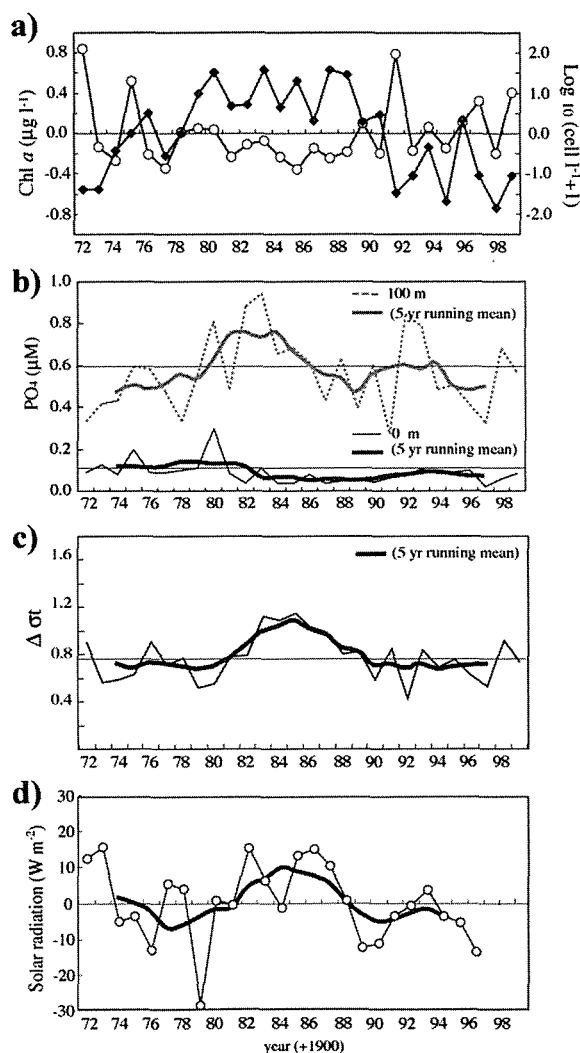 a)
Chl a (µg l-1)
0.8
0.4
0.0
-0.4
-0.8
2.0
1.0
0.0
-1.0
-2.0
Log 10 (cell l-1+1)
72 74 76 78 80 82 84 86 88 90 92 94 96 98
b)
PO4 (µM)
1.0
0.8
0.6
0.4
0.2
0.0
100 m
(5 yr running mean)
0 m
(5 yr running mean)
72 74 76 78 80 82 84 86 88 90 92 94 96 98
c)
Δ σt
1.6
1.2
0.8
0.4
(5 yr running mean)
72 74 76 78 80 82 84 86 88 90 92 94 96 98
d)
Solar radiation (W m-2)
30
20
10
0
-10
-20
-30
72 74 76 78 80 82 84 86 88 90 92 94 96 98
year (+1900)